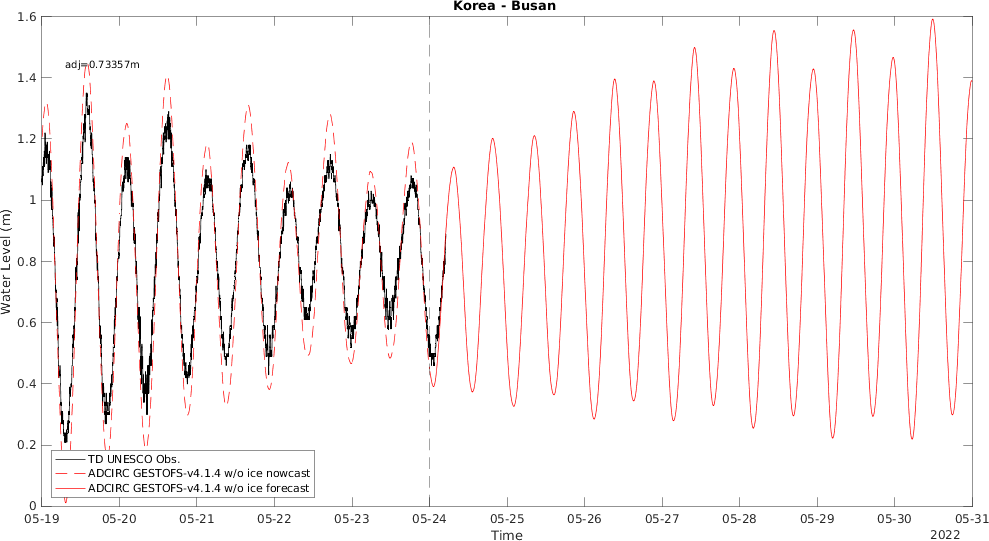 Korea - Busan
1.6
1.4
1.2
1
0.8
0.6
0.4
0.2
0
Water Level (m)
adj=0.73357m
TD UNESCO Obs.
ADCIRC GESTOFS-v4.1.4 w/o ice nowcast
ADCIRC GESTOFS-v4.1.4 w/o ice forecast
05-19 05-20 05-21 05-22 05-23 05-24 05-25 05-26 05-27 05-28 05-29 05-30 05-31
Time
2022